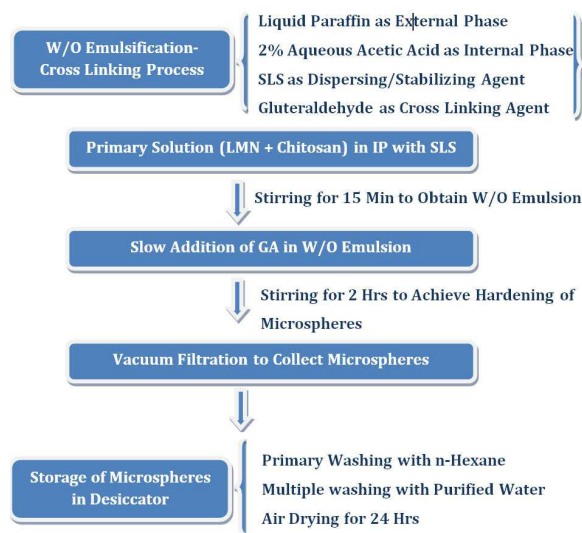 W/O Emulsification-
Cross Linking Process
Liquid Paraffin as External Phase
2% Aqueous Acetic Acid as Internal Phase
SLS as Dispersing/Stabilizing Agent
Gluteraldehyde as Cross Linking Agent
Primary Solution (LMN + Chitosan) in IP with SLS
Stirring for 15 Min to Obtain W/O Emulsion
Slow Addition of GA in W/O Emulsion
Stirring for 2 Hrs to Achieve Hardening of
Microspheres
Vacuum Filtration to Collect Microspheres
Storage of Microspheres
in Desiccator
Primary Washing with n-Hexane
Multiple washing with Purified Water
Air Drying for 24 Hrs